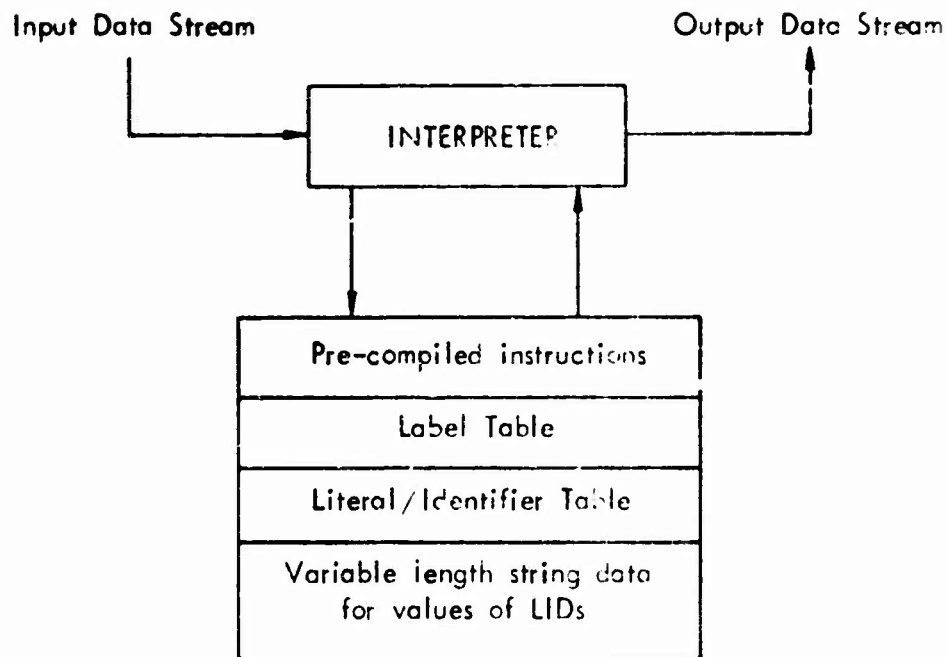 Input Data Stream
Output Data Stream
INTERPRETER
Pre-compiled instructions
Label Table
Literal/Identifier Table
Variable length string data
for values of LIDs